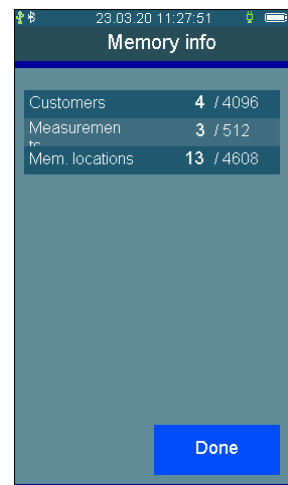 23.03.20 11:27:51
Memory info
Customers 4 / 4096
Measuremen 3 / 512
tc
Mem. locations 13 / 4608
Done